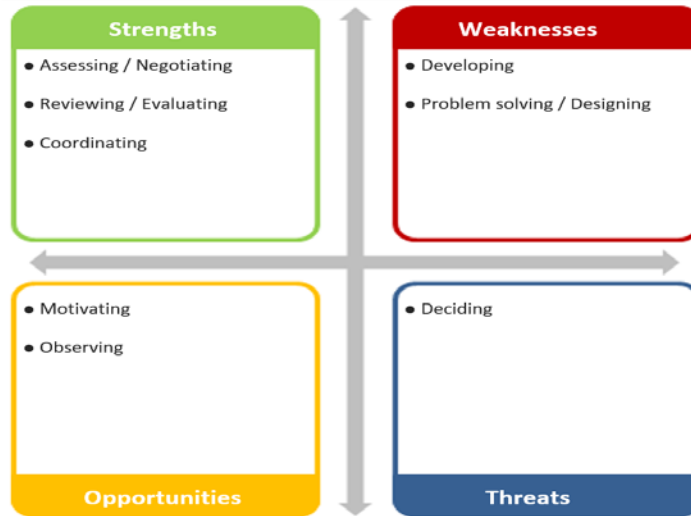 Strengths
• Assessing / Negotiating
• Reviewing / Evaluating
• Coordinating
Weaknesses
• Developing
• Problem solving / Designing
• Motivating
• Observing
Opportunities
• Deciding
Threats